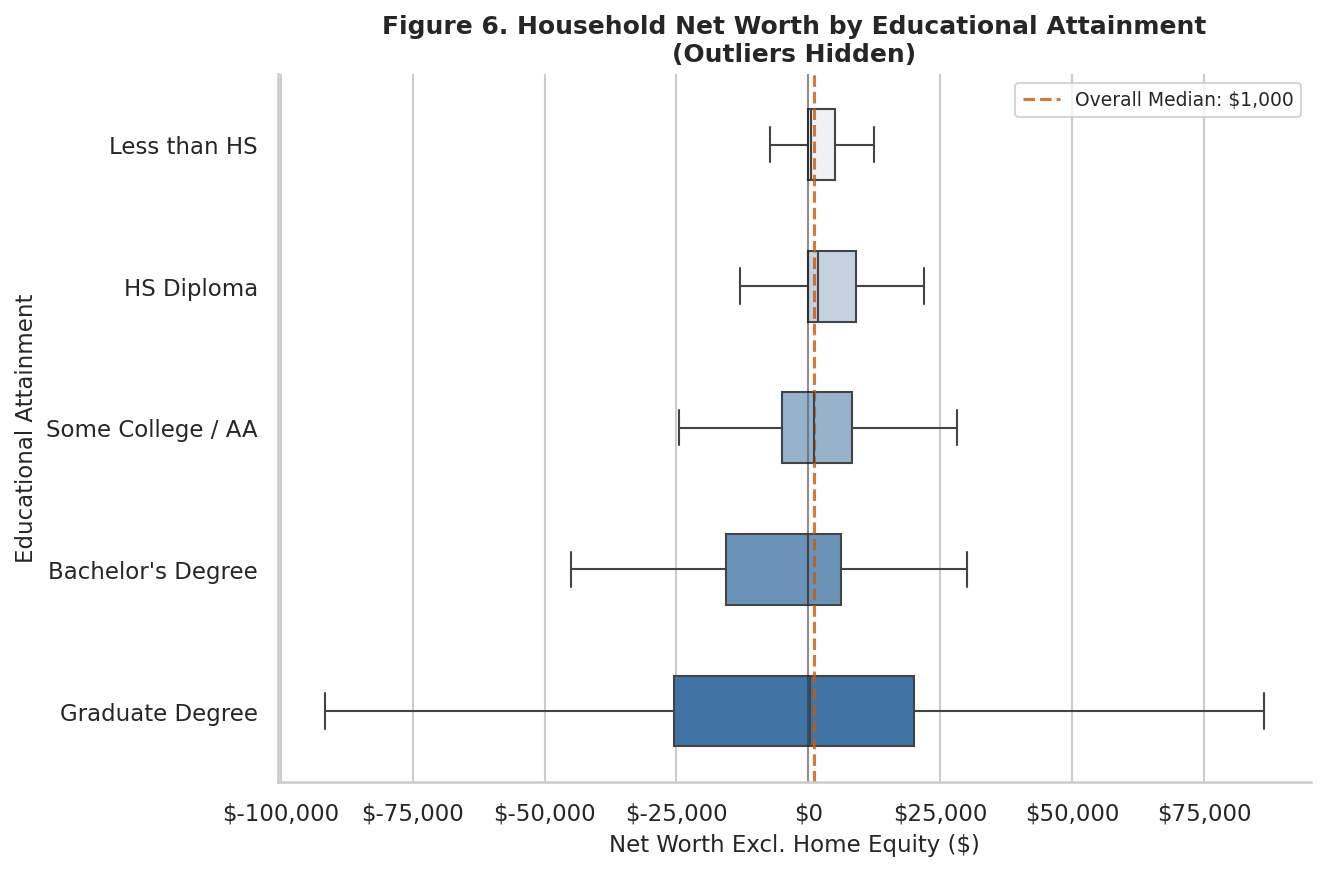 Figure 6. Household Net Worth by Educational Attainment
(Outliers Hidden)
Overall Median: $1,000
Educational Attainment
Less than HS
HS Diploma
Some College / AA
Bachelor's Degree
Graduate Degree
$-100,000 $-75,000 $-50,000 $-25,000 $0 $25,000 $50,000 $75,000
Net Worth Excl. Home Equity ($)